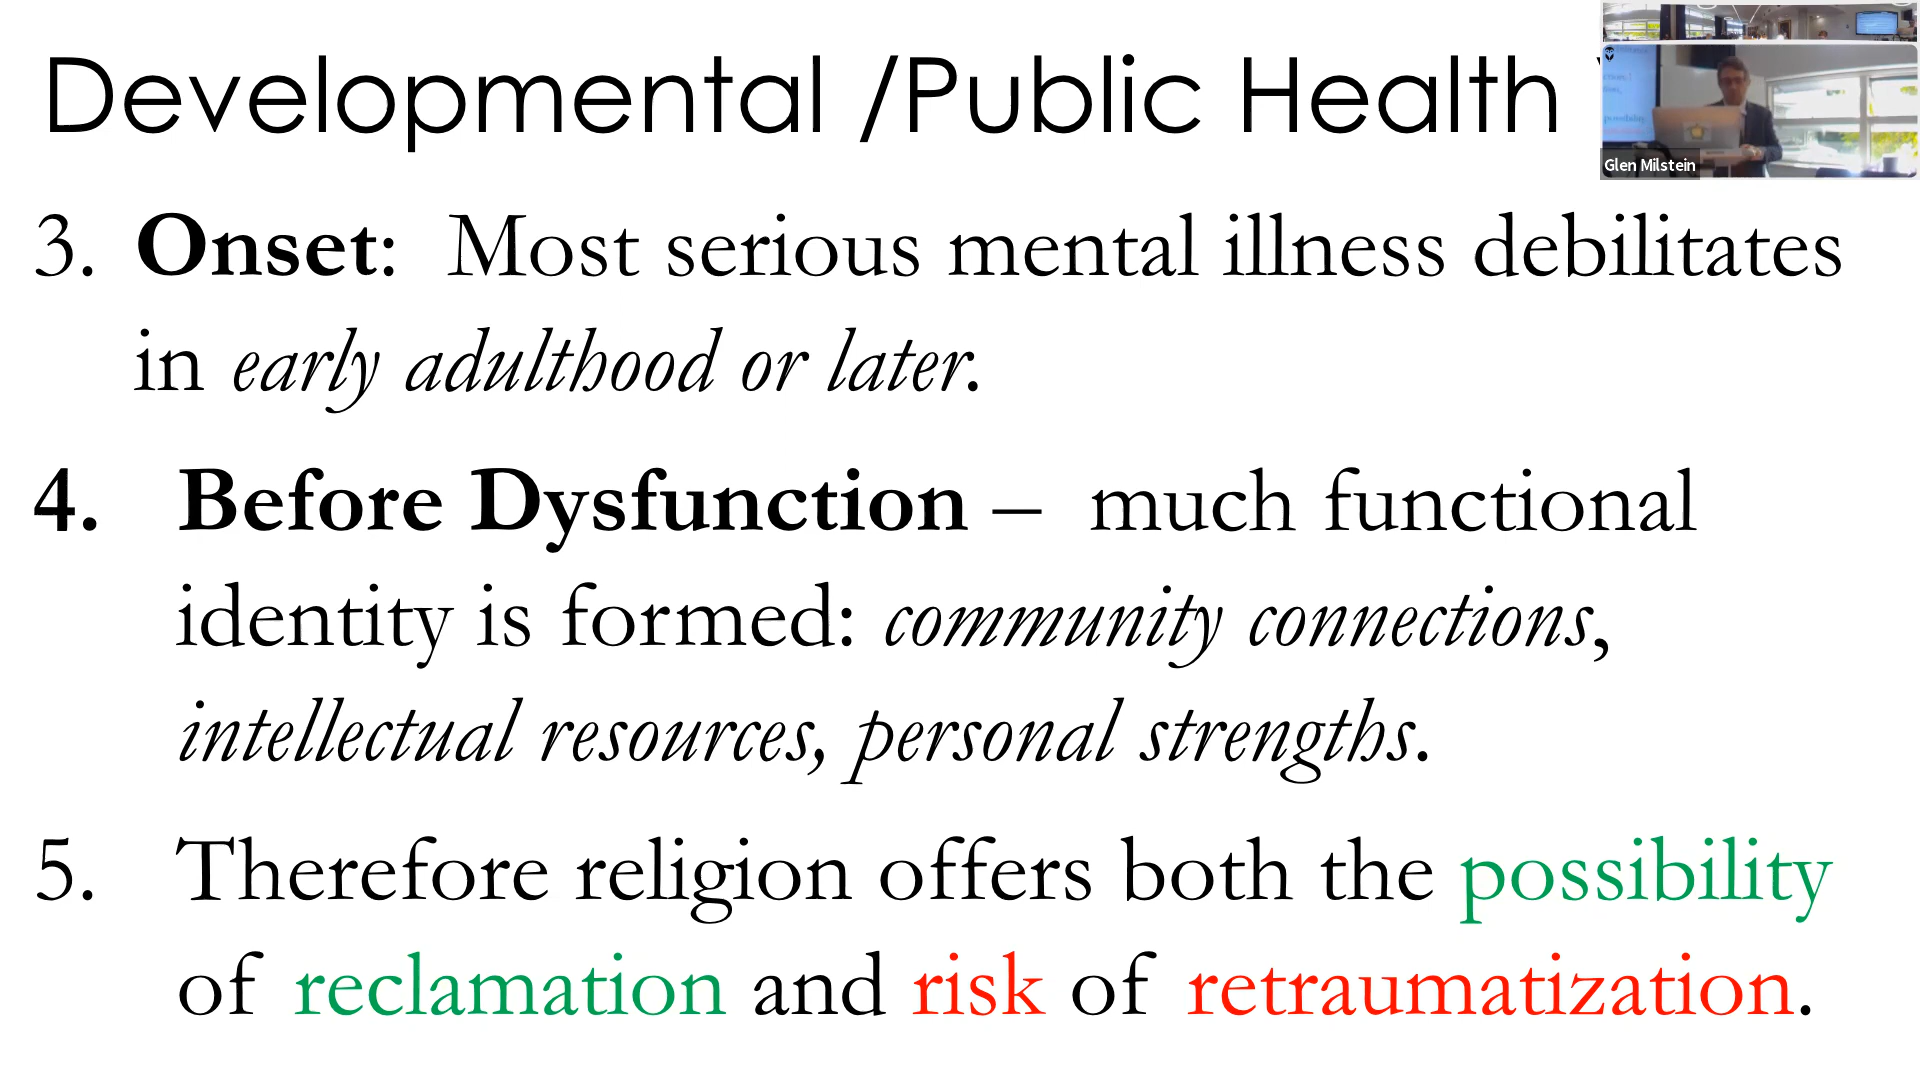 Developmental /Public Health
Glen Milstein
3. Onset: Most serious mental illness debilitates
in early adulthood or later.
4. Before Dysfunction – much functional
identity is formed: community connections,
intellectual resources, personal strengths.
5. Therefore religion offers both the possibility
of reclamation and risk of retraumatization.